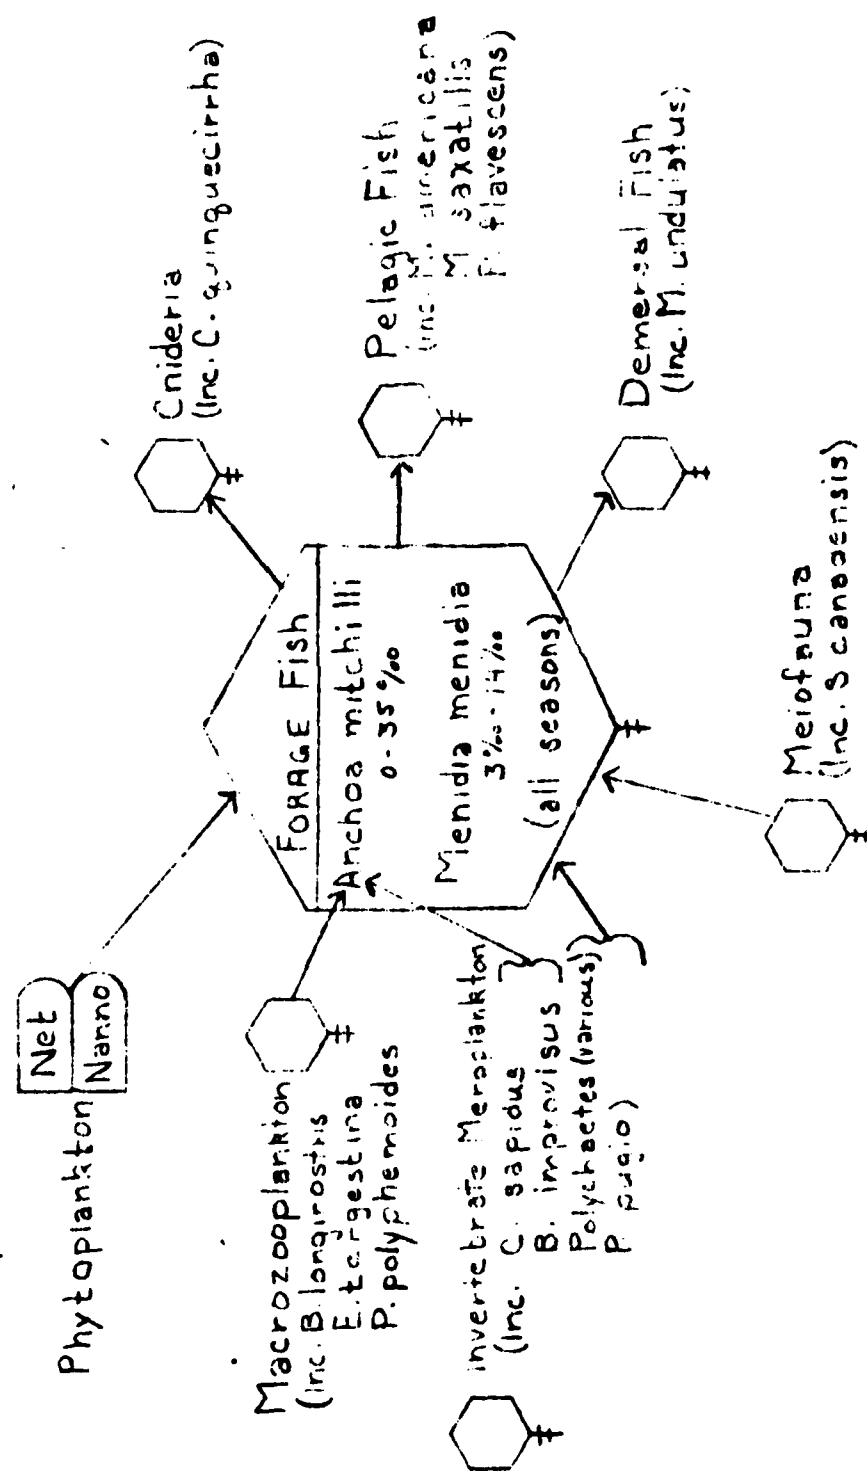 Phytoplankton
Net
Nanno
Macrozooplankton
(inc. B. longirostris
E. tergestina
P. polyphemoides
invertebrate Meroplankton
(Inc. C. sapidus
B. improvisus
Polychaetes (various)
P. pugio)
FORAGE Fish
Anchoa mitchilli
0-35‰
Menidia menidia
3‰-14‰
(all seasons)
Meiofauna
(Inc. S canadensis)
Cnideria
(Inc. C. quinquecirrha)
Pelagic Fish
(inc. M. americana
M saxatilis
P. flavescens)
Demersal Fish
(Inc. M. undulatus)